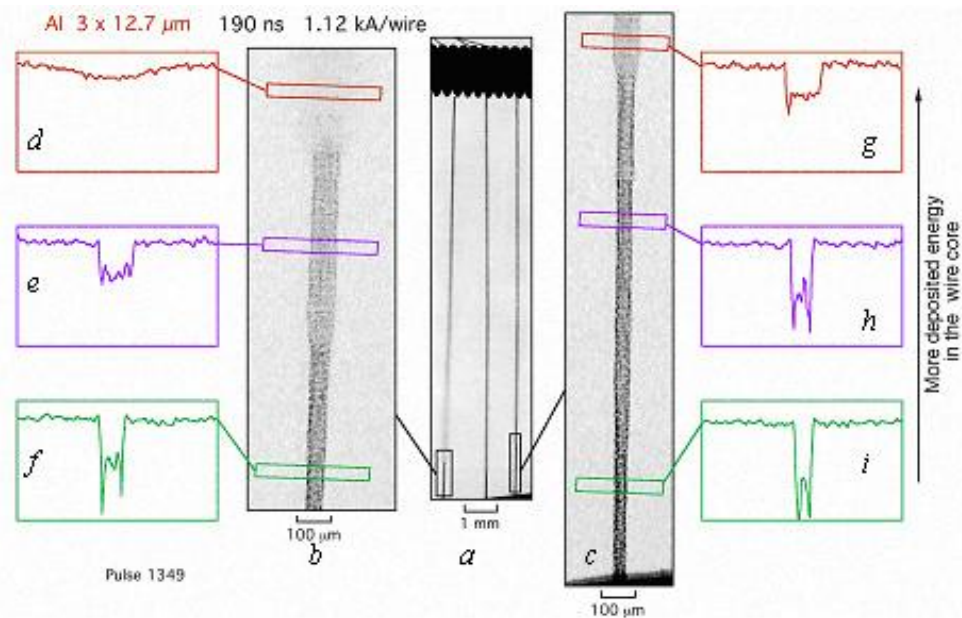 Al 3 x 12.7 µm 190 ns 1.12 kA/wire
d
g
e
h
f
i
More deposited energy
in the wire core
100 µm
1 mm
100 µm
b
a
c
Pulse 1349